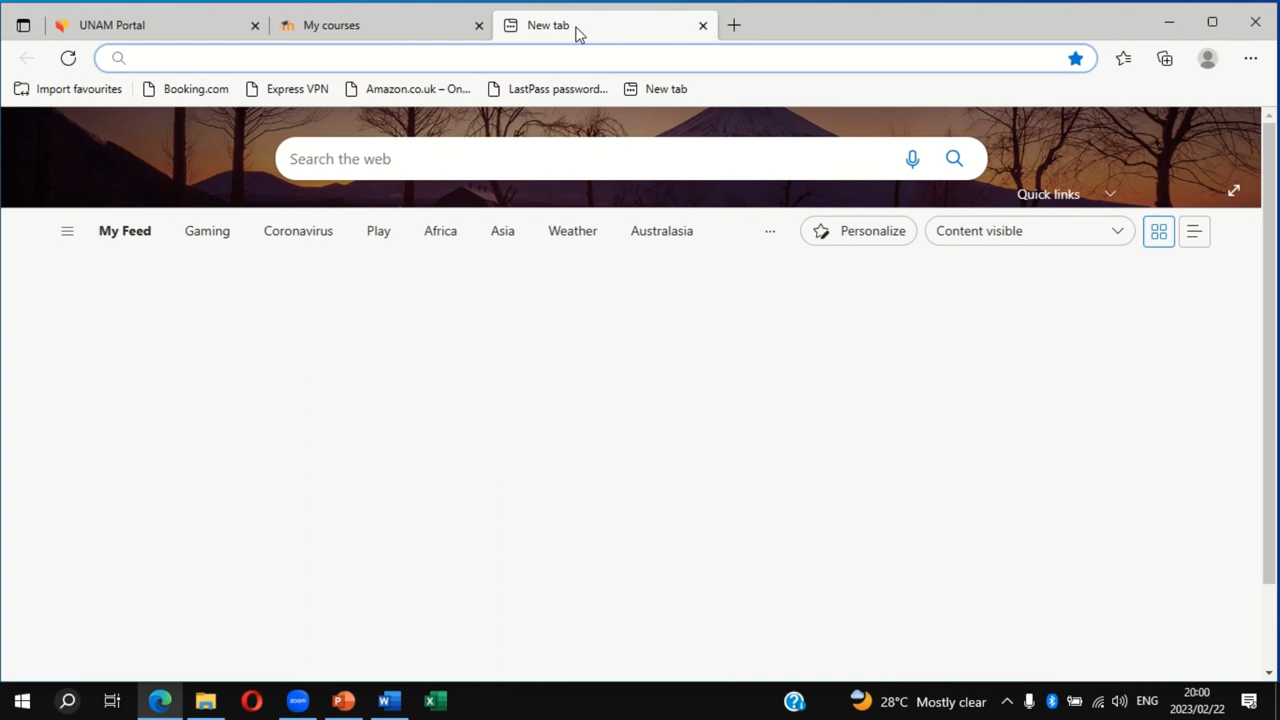 UNAM Portal
My courses
New tab
Import favourites
Booking.com
Express VPN
Amazon.co.uk – On...
LastPass password...
New tab
Search the web
Quick links
My Feed
Gaming
Coronavirus
Play
Africa
Asia
Weather
Australasia
...
Personalize
Content visible
zoom
28°C Mostly clear
ENG
20:00
2023/02/22